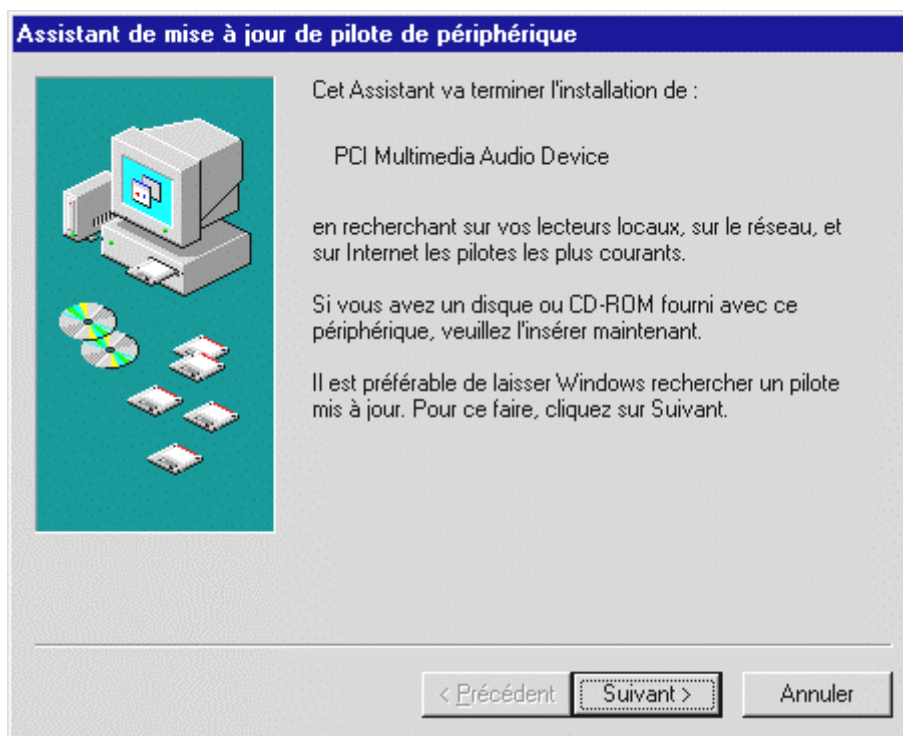 Assistant de mise à jour de pilote de périphérique
Cet Assistant va terminer l'installation de :
PCI Multimedia Audio Device
en recherchant sur vos lecteurs locaux, sur le réseau, et
sur Internet les pilotes les plus courants.
Si vous avez un disque ou CD-ROM fourni avec ce
périphérique, veuillez l'insérer maintenant.
Il est préférable de laisser Windows rechercher un pilote
mis à jour. Pour ce faire, cliquez sur Suivant.
< Précédent Suivant > Annuler